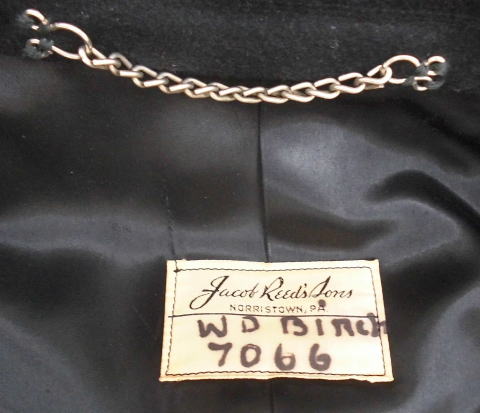 Jacob Reed's Sons
NORRISTOWN, PA.
WD Birch
7066